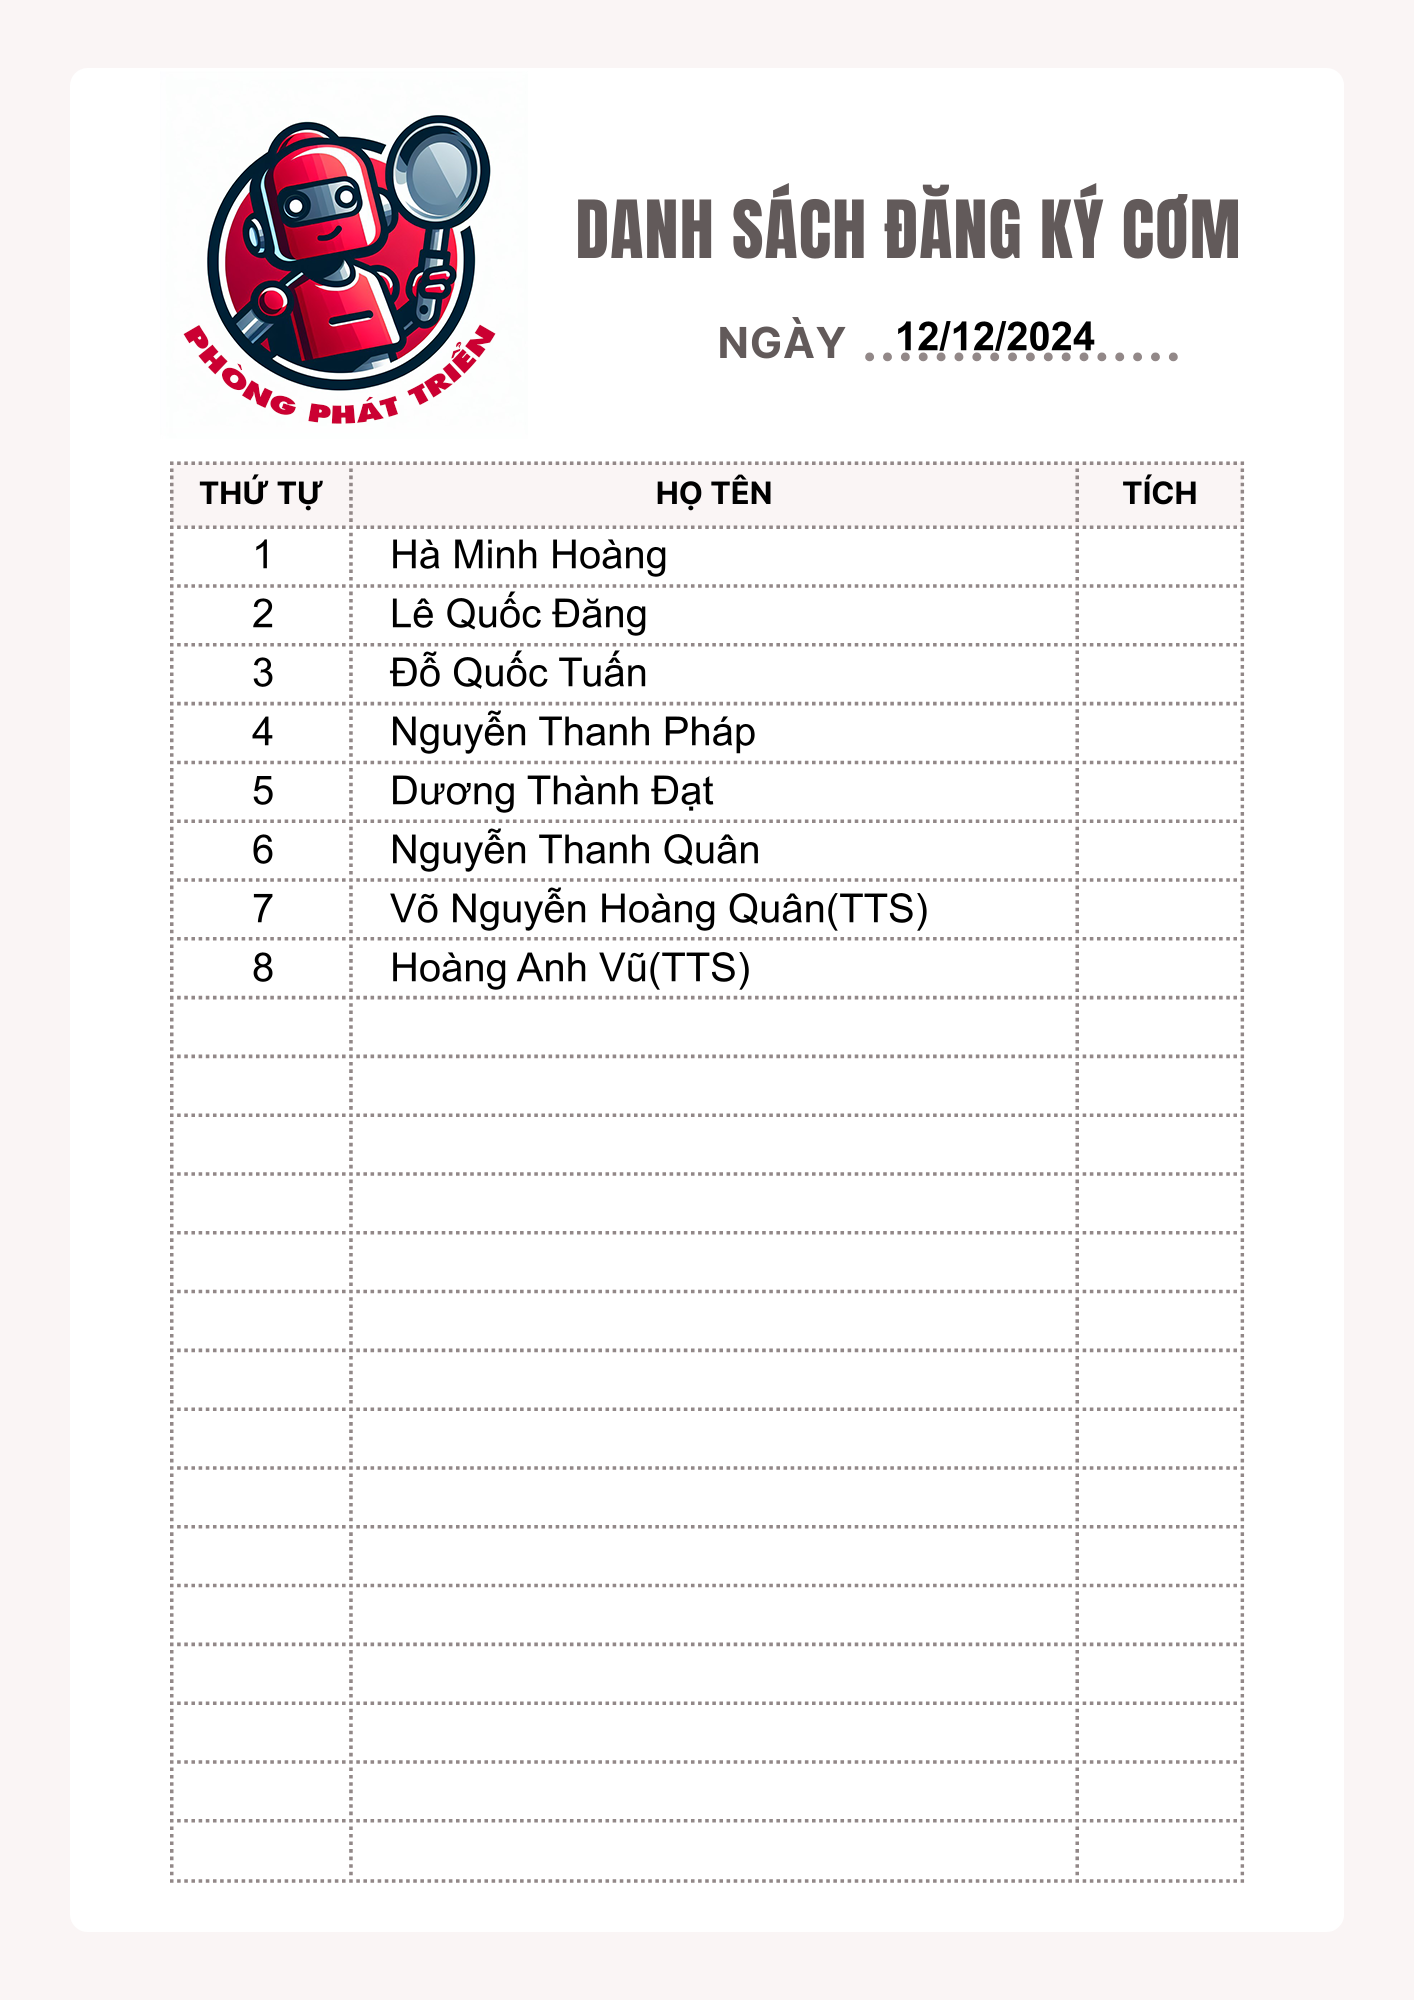 PHÒNG PHÁT TRIỂN
DANH SÁCH ĐĂNG KÝ CƠM
NGÀY 12/12/2024
THỨ TỰ HỌ TÊN TÍCH
1 Hà Minh Hoàng
2 Lê Quốc Đăng
3 Đỗ Quốc Tuấn
4 Nguyễn Thanh Pháp
5 Dương Thành Đạt
6 Nguyễn Thanh Quân
7 Võ Nguyễn Hoàng Quân(TTS)
8 Hoàng Anh Vũ(TTS)